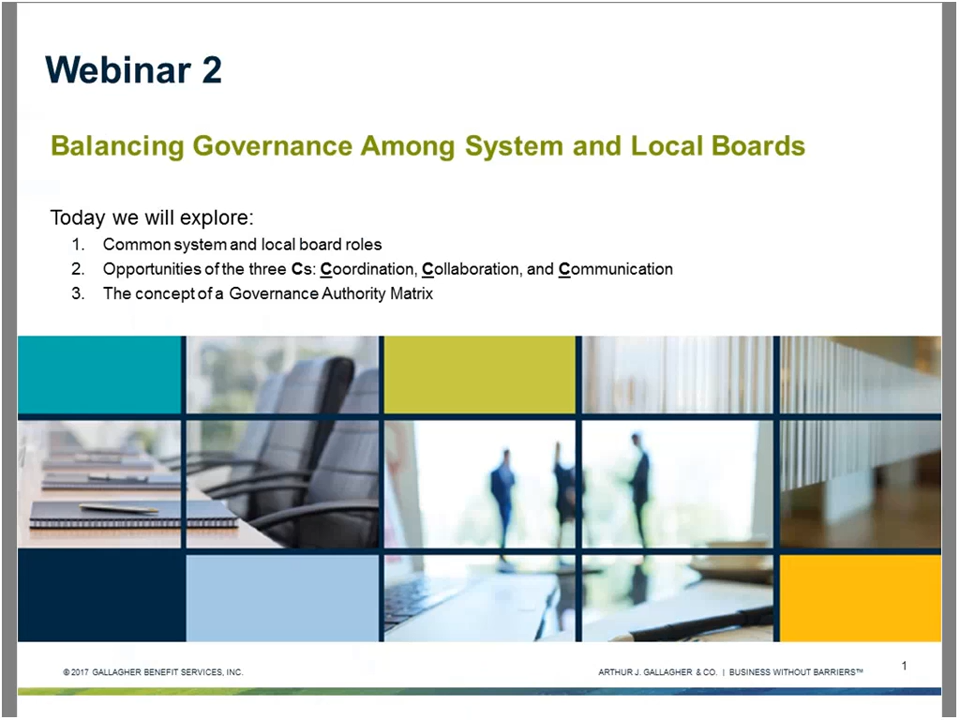 Webinar 2
Balancing Governance Among System and Local Boards
Today we will explore:
1. Common system and local board roles
2. Opportunities of the three Cs: Coordination, Collaboration, and Communication
3. The concept of a Governance Authority Matrix
© 2017 GALLAGHER BENEFIT SERVICES, INC.
ARTHUR J. GALLAGHER & CO. | BUSINESS WITHOUT BARRIERS™
1